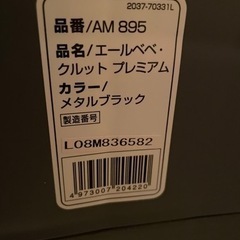 2037-70331L
品番/AM 895
品名/エールベベ・
クルット プレミアム
カラー/
メタルブラック
製造番号
L08M836582
4973007204220